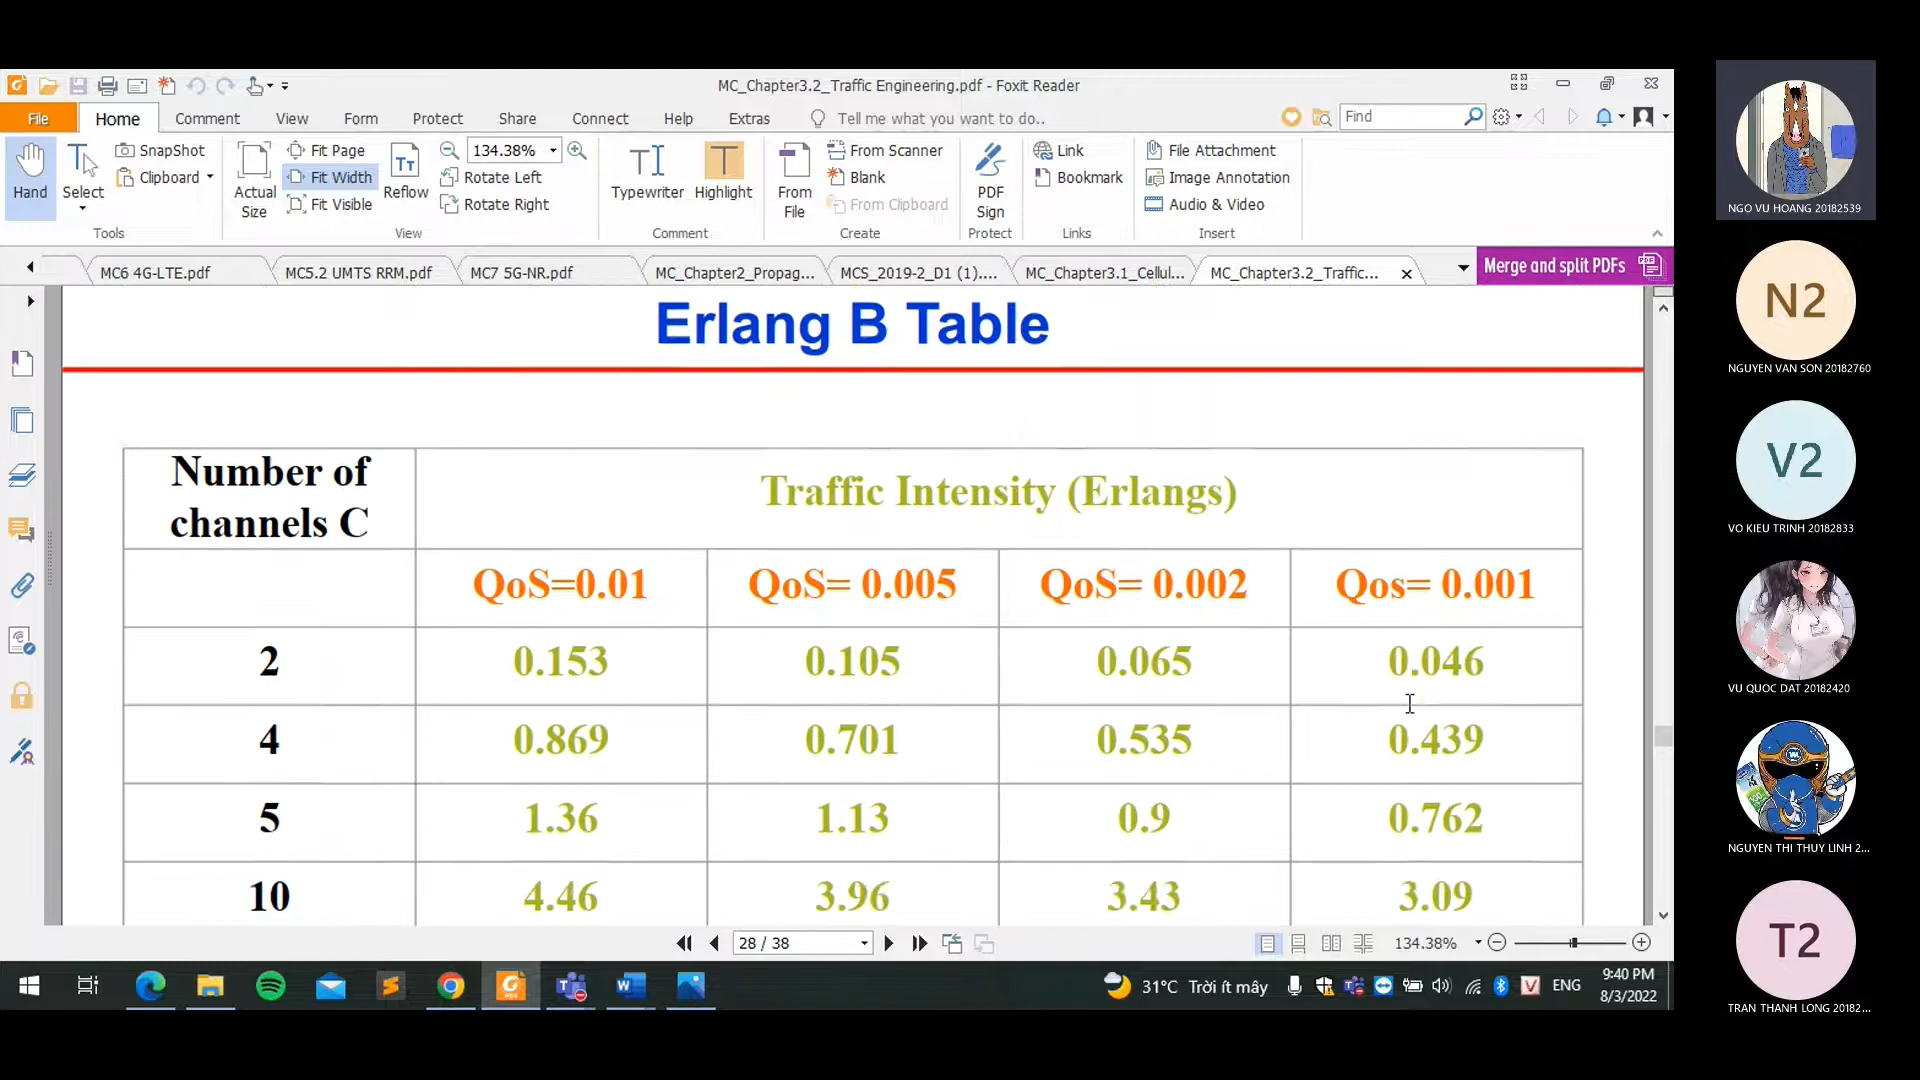 MC_Chapter3.2_Traffic Engineering.pdf - Foxit Reader
File Home Comment View Form Protect Share Connect Help Extras Tell me what you want to do.. Find
Hand Select SnapShot Clipboard
Tools
Actual Size Fit Page Fit Width Fit Visible Reflow 134.38% Rotate Left Rotate Right
View
Typewriter Highlight
Comment
From File From Scanner Blank From Clipboard
Create
PDF Sign
Protect
Link Bookmark
Links
File Attachment Image Annotation Audio & Video
Insert
MC6 4G-LTE.pdf MC5.2 UMTS RRM.pdf MC7 5G-NR.pdf MC_Chapter2_Propag... MCS_2019-2_D1 (1).... MC_Chapter3.1_Cellul... MC_Chapter3.2_Traffic... Merge and split PDFs
Erlang B Table
Number of channels C Traffic Intensity (Erlangs)
QoS=0.01 QoS= 0.005 QoS= 0.002 Qos= 0.001
2 0.153 0.105 0.065 0.046
4 0.869 0.701 0.535 0.439
5 1.36 1.13 0.9 0.762
10 4.46 3.96 3.43 3.09
28 / 38 134.38%
31°C Trời ít mây ENG 9:40 PM
8/3/2022
NGO VU HOANG 20182539
N2
NGUYEN VAN SON 20182760
V2
VO KIEU TRINH 20182833
VU QUOC DAT 20182420
NGUYEN THI THUY LINH 2...
T2
TRAN THANH LONG 20182...